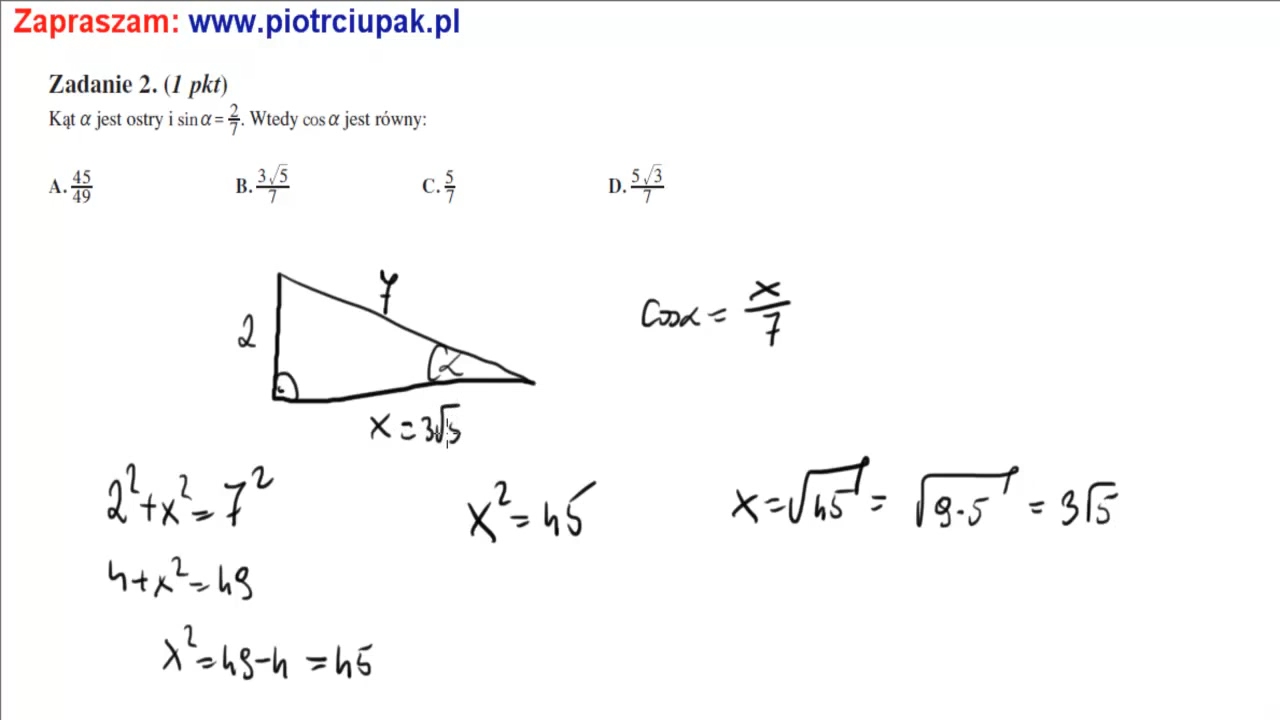 Zapraszam: www.piotrciupak.pl
Zadanie 2. (1 pkt)
Kąt α jest ostry i sin α = 2/7. Wtedy cos α jest równy:
A. 45/49 B. 3√5/7 C. 5/7 D. 5√3/7
7
2
α
cos α = x/7
x = 3√5
2² + x² = 7²
x² = 45
x = √45 = √9·5 = 3√5
4 + x² = 49
x² = 49 - 4 = 45